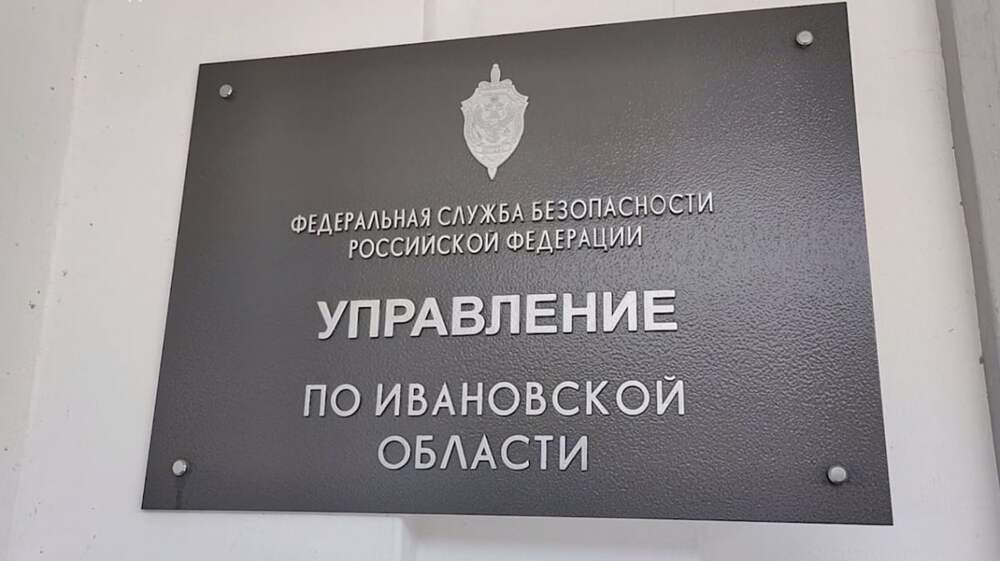 ФЕДЕРАЛЬНАЯ СЛУЖБА БЕЗОПАСНОСТИ
РОССИЙСКОЙ ФЕДЕРАЦИИ
УПРАВЛЕНИЕ
ПО ИВАНОВСКОЙ
ОБЛАСТИ